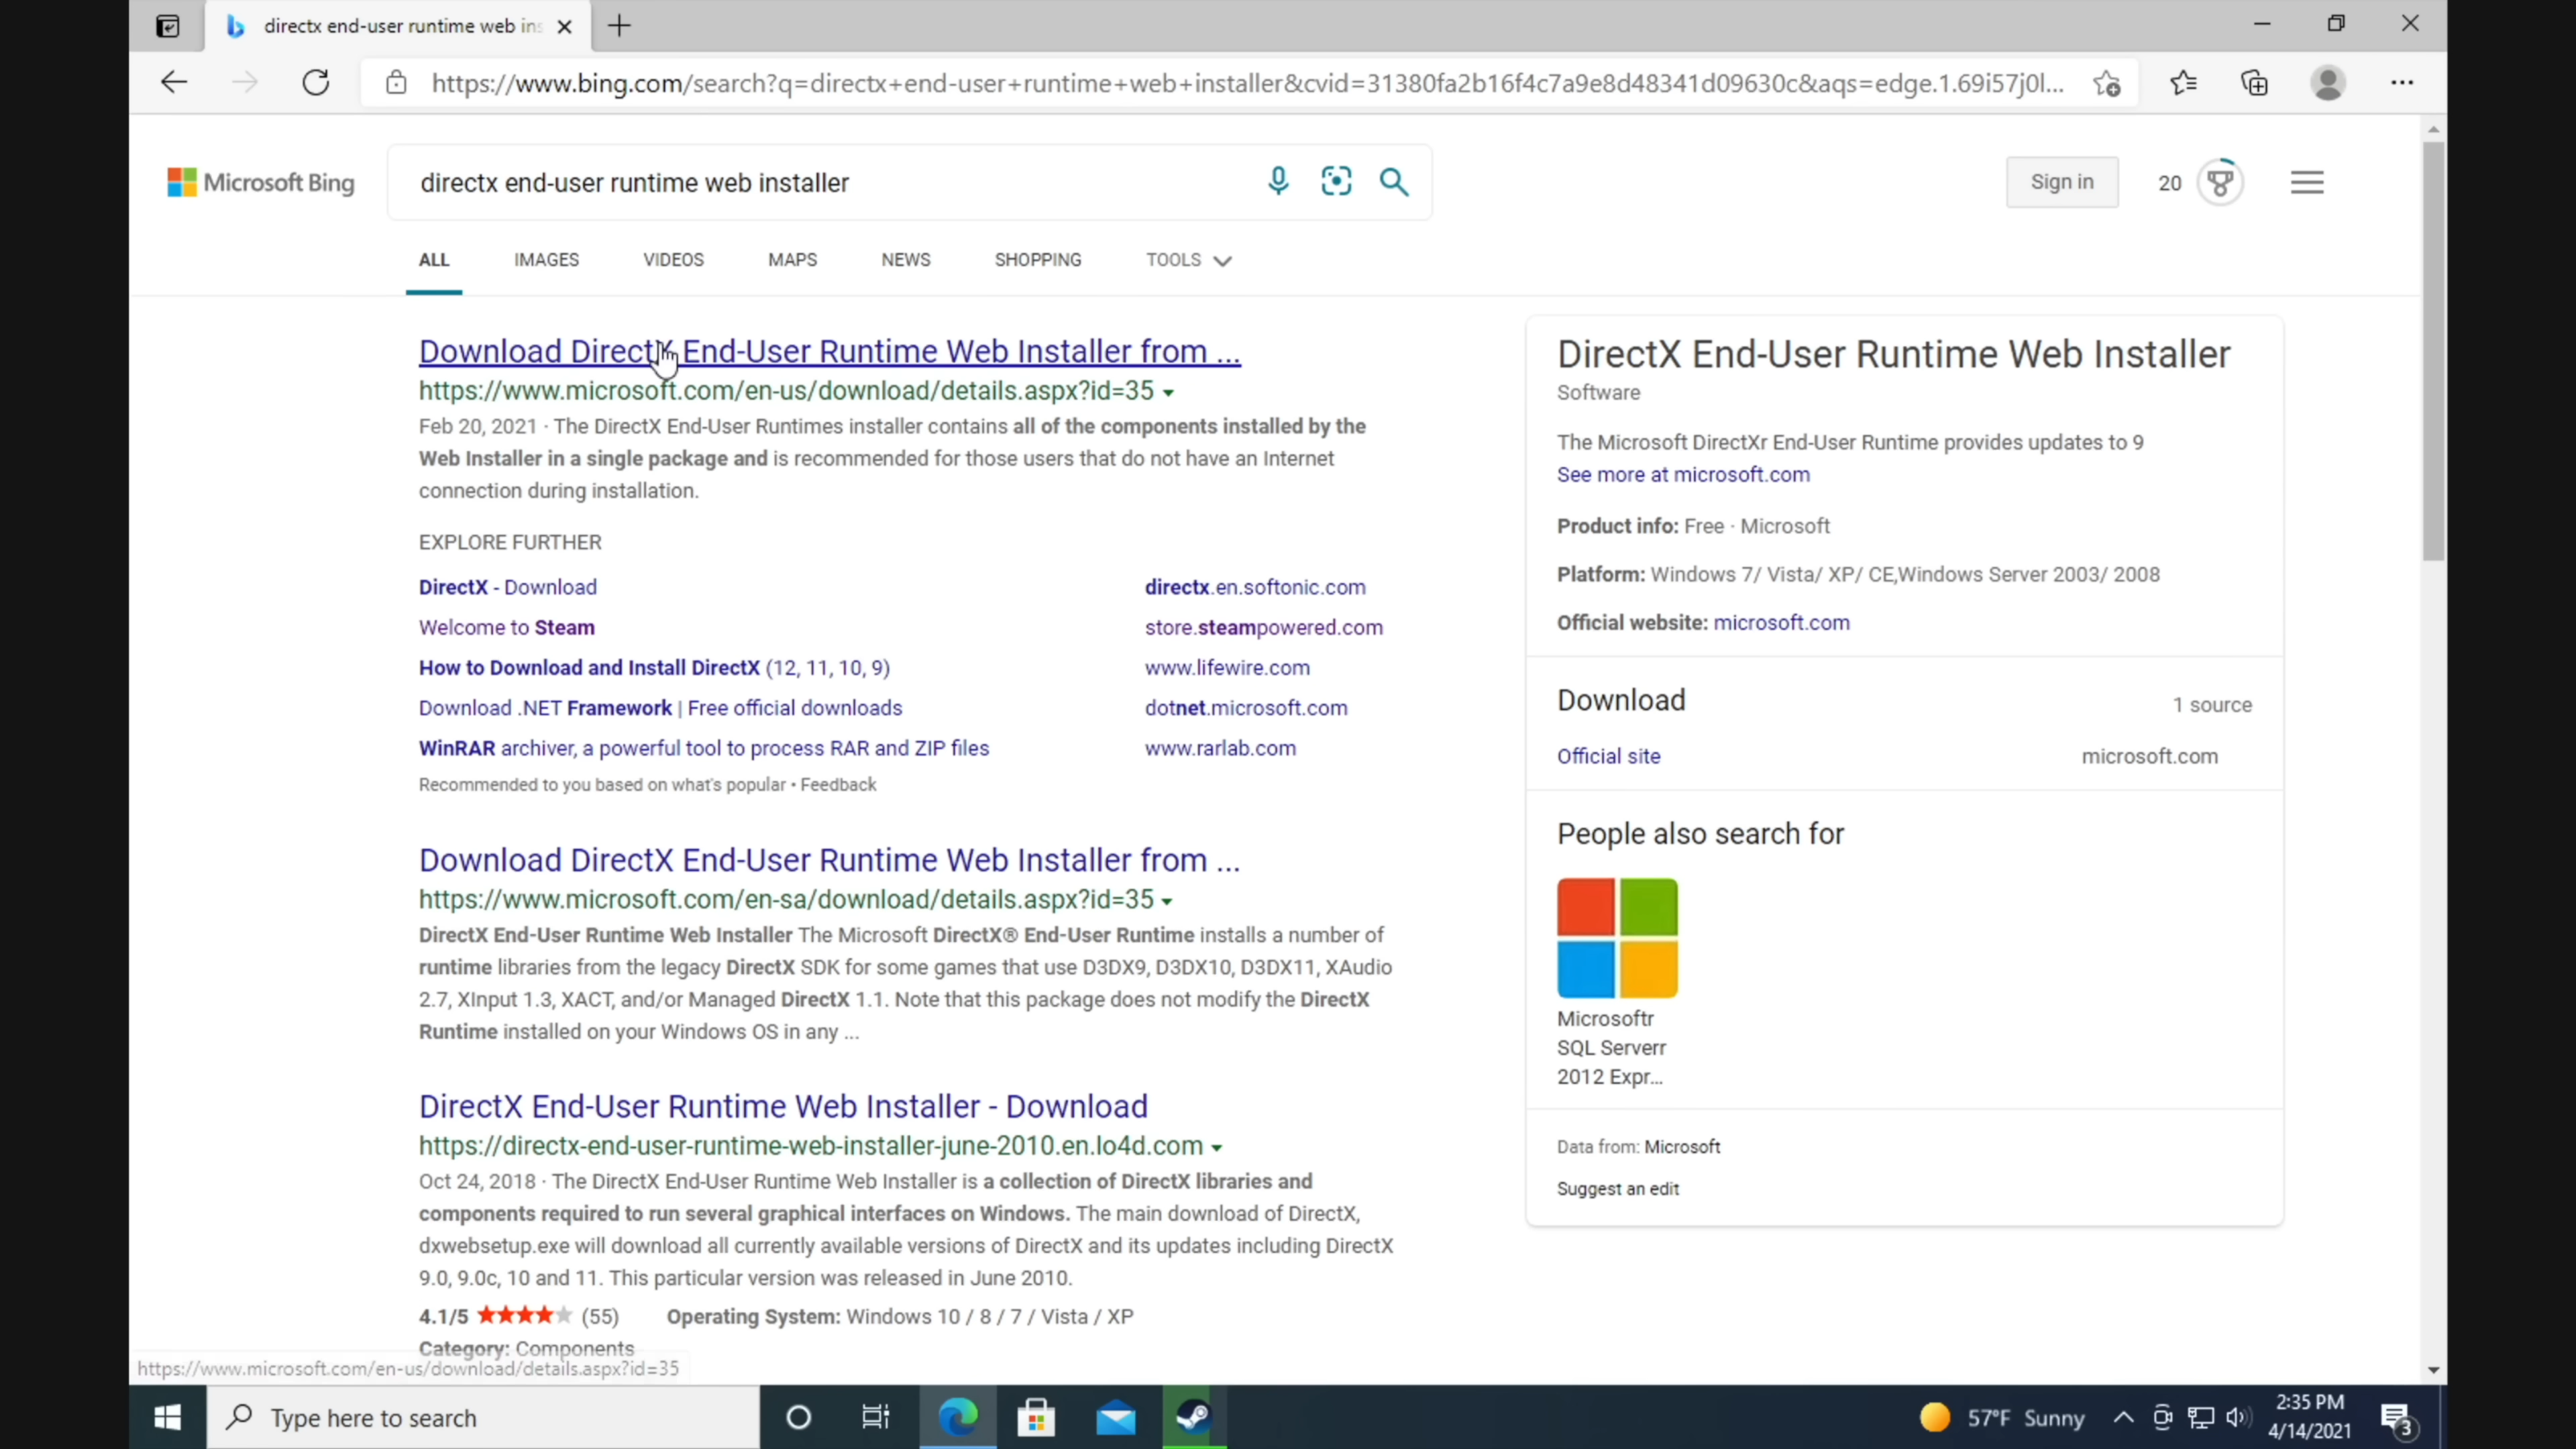 directx end-user runtime web ins
https://www.bing.com/search?q=directx+end-user+runtime+web+installer&cvid=31380fa2b16f4c7a9e8d48341d09630c&aqs=edge.1.69i57j0l...
Microsoft Bing
directx end-user runtime web installer
Sign in
20
ALL IMAGES VIDEOS MAPS NEWS SHOPPING TOOLS
Download DirectX End-User Runtime Web Installer from ...
https://www.microsoft.com/en-us/download/details.aspx?id=35
Feb 20, 2021 · The DirectX End-User Runtimes installer contains all of the components installed by the
Web Installer in a single package and is recommended for those users that do not have an Internet
connection during installation.
EXPLORE FURTHER
DirectX - Download directx.en.softonic.com
Welcome to Steam store.steampowered.com
How to Download and Install DirectX (12, 11, 10, 9) www.lifewire.com
Download .NET Framework | Free official downloads dotnet.microsoft.com
WinRAR archiver, a powerful tool to process RAR and ZIP files www.rarlab.com
Recommended to you based on what's popular • Feedback
Download DirectX End-User Runtime Web Installer from ...
https://www.microsoft.com/en-sa/download/details.aspx?id=35
DirectX End-User Runtime Web Installer The Microsoft DirectX® End-User Runtime installs a number of
runtime libraries from the legacy DirectX SDK for some games that use D3DX9, D3DX10, D3DX11, XAudio
2.7, XInput 1.3, XACT, and/or Managed DirectX 1.1. Note that this package does not modify the DirectX
Runtime installed on your Windows OS in any ...
DirectX End-User Runtime Web Installer - Download
https://directx-end-user-runtime-web-installer-june-2010.en.lo4d.com
Oct 24, 2018 · The DirectX End-User Runtime Web Installer is a collection of DirectX libraries and
components required to run several graphical interfaces on Windows. The main download of DirectX,
dxwebsetup.exe will download all currently available versions of DirectX and its updates including DirectX
9.0, 9.0c, 10 and 11. This particular version was released in June 2010.
4.1/5 (55) Operating System: Windows 10 / 8 / 7 / Vista / XP
Category: Components
https://www.microsoft.com/en-us/download/details.aspx?id=35
DirectX End-User Runtime Web Installer
Software
The Microsoft DirectXr End-User Runtime provides updates to 9
See more at microsoft.com
Product info: Free · Microsoft
Platform: Windows 7/ Vista/ XP/ CE,Windows Server 2003/ 2008
Official website: microsoft.com
Download 1 source
Official site microsoft.com
People also search for
Microsoftr
SQL Serverr
2012 Expr...
Data from: Microsoft
Suggest an edit
Type here to search
57°F Sunny
2:35 PM
4/14/2021
3